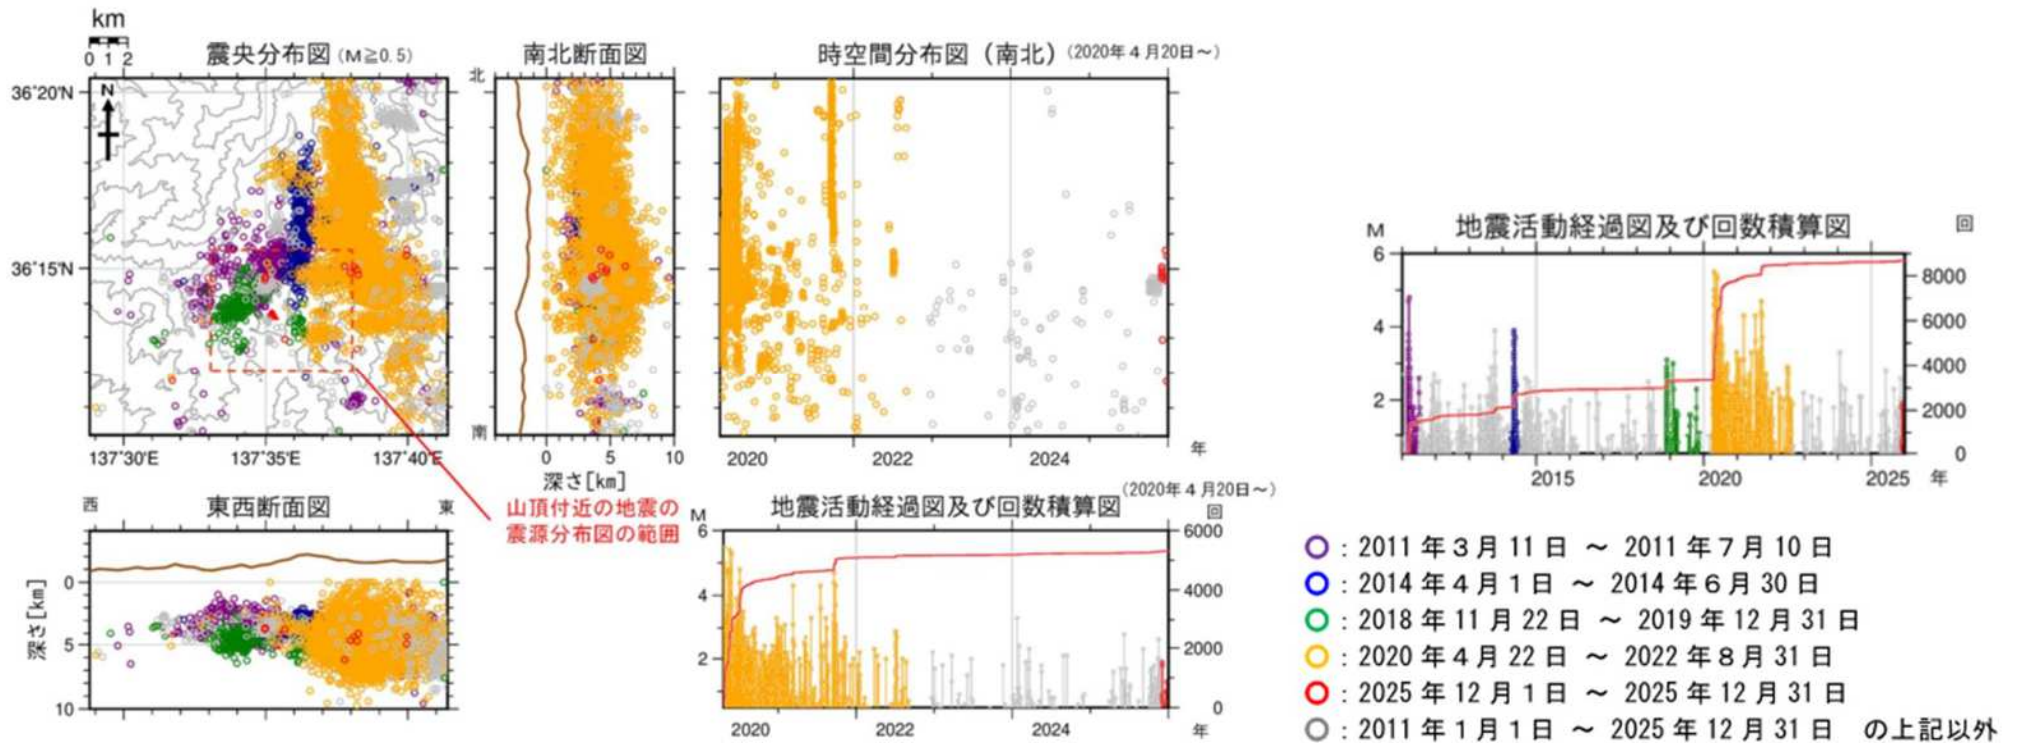 km
0 1 2
震央分布図 (M≧0.5)
N
36°20'N
36°15'N
137°30'E
137°35'E
137°40'E
南北断面図
北
南
0
5
10
深さ[km]
時空間分布図 (南北) (2020年4月20日〜)
2020
2022
2024
年
山頂付近の地震の
震源分布図の範囲
東西断面図
西
東
深さ[km]
0
5
10
地震活動経過図及び回数積算図 (2020年4月20日〜)
M
回
6
4
2
6000
4000
2000
0
2020
2022
2024
年
地震活動経過図及び回数積算図
M
回
6
4
2
8000
6000
4000
2000
0
2015
2020
2025
年
: 2011 年 3 月 11 日 〜 2011 年 7 月 10 日
: 2014 年 4 月 1 日 〜 2014 年 6 月 30 日
: 2018 年 11 月 22 日 〜 2019 年 12 月 31 日
: 2020 年 4 月 22 日 〜 2022 年 8 月 31 日
: 2025 年 12 月 1 日 〜 2025 年 12 月 31 日
: 2011 年 1 月 1 日 〜 2025 年 12 月 31 日 の上記以外